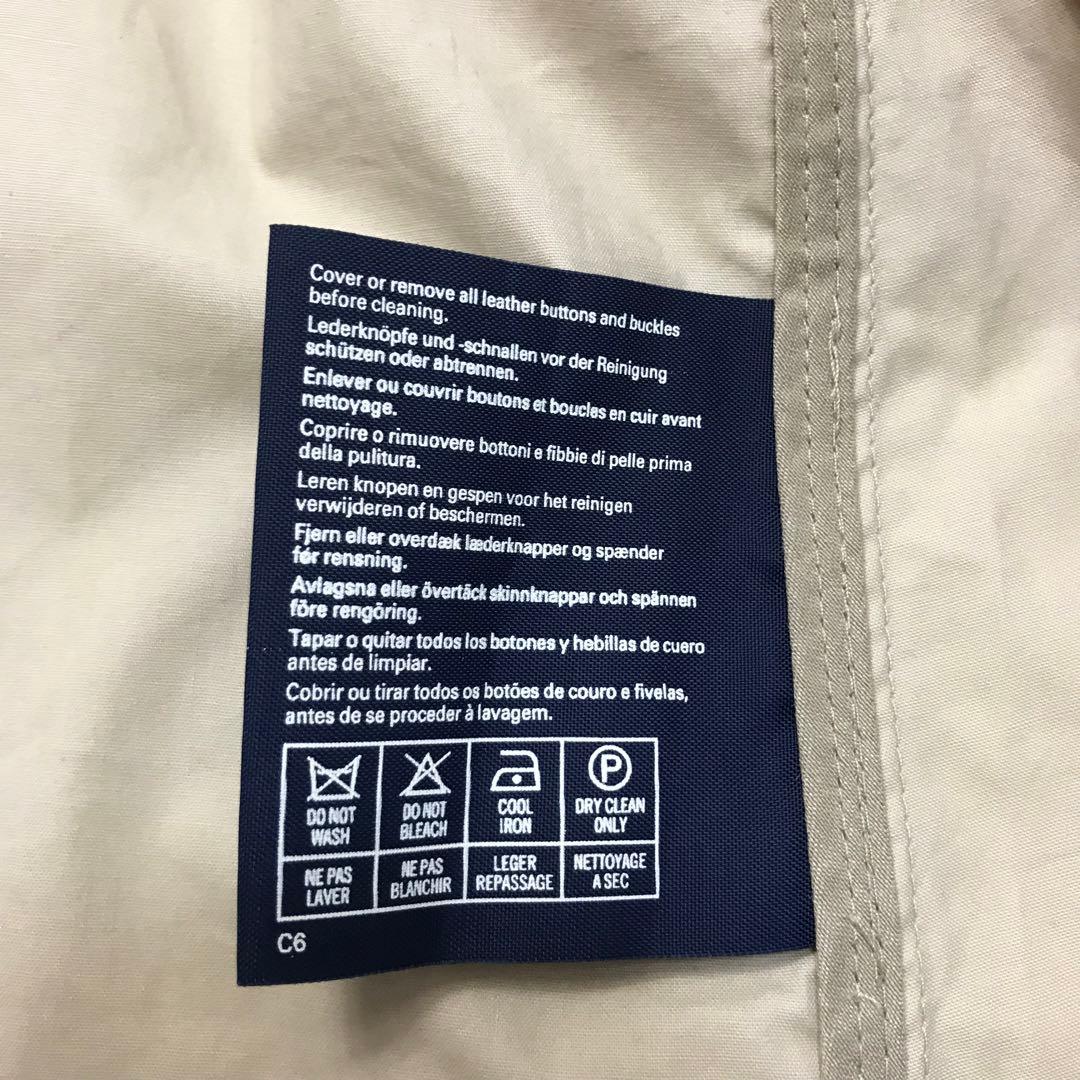 Cover or remove all leather buttons and buckles
before cleaning.
Lederknöpfe und -schnallen vor der Reinigung
schützen oder abtrennen.
Enlever ou couvrir boutons et boucles en cuir avant
nettoyage.
Coprire o rimuovere bottoni e fibbie di pelle prima
della pulitura.
Leren knopen en gespen voor het reinigen
verwijderen of beschermen.
Fjern eller overdæk læderknapper og spænder
før rensning.
Avlagsna eller övertäck skinnknappar och spännen
före rengöring.
Tapar o quitar todos los botones y hebillas de cuero
antes de limpiar.
Cobrir ou tirar todos os botões de couro e fivelas,
antes de se proceder à lavagem.
P
DO NOT WASH
DO NOT BLEACH
COOL IRON
DRY CLEAN ONLY
NE PAS LAVER
NE PAS BLANCHIR
LEGER REPASSAGE
NETTOYAGE A SEC
C6